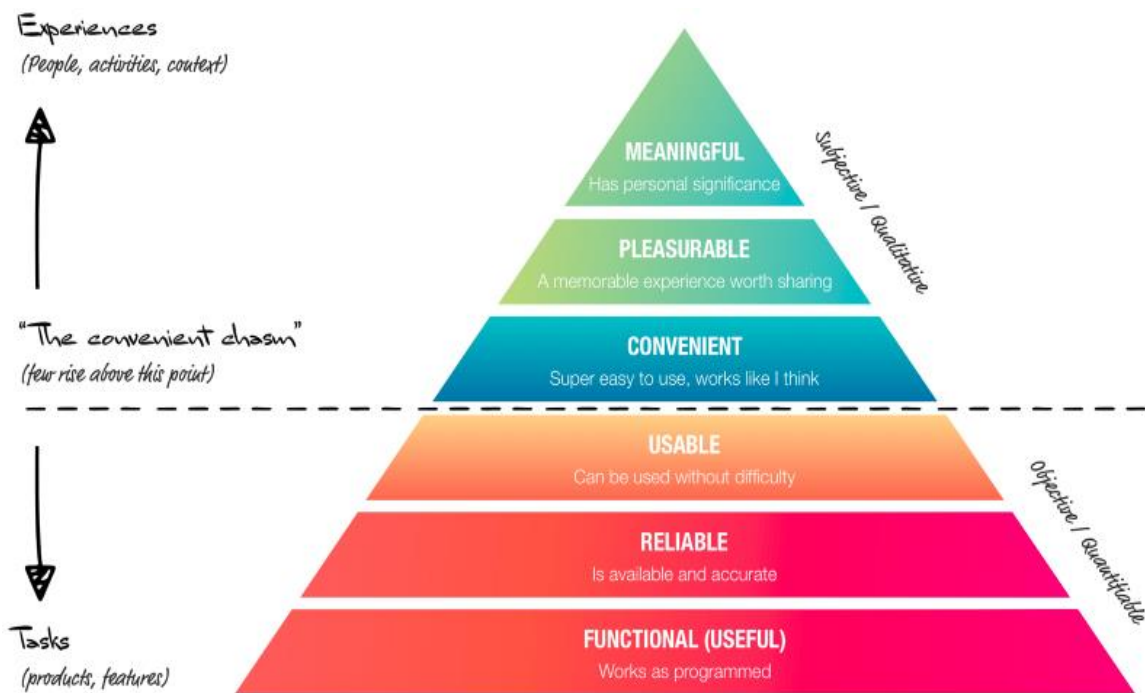 Experiences
(People, activities, context)
MEANINGFUL
Has personal significance
Subjective / Qualitative
PLEASURABLE
A memorable experience worth sharing
"The convenient chasm"
(few rise above this point)
CONVENIENT
Super easy to use, works like I think
USABLE
Can be used without difficulty
Objective / Quantifiable
RELIABLE
Is available and accurate
Tasks
(products, features)
FUNCTIONAL (USEFUL)
Works as programmed